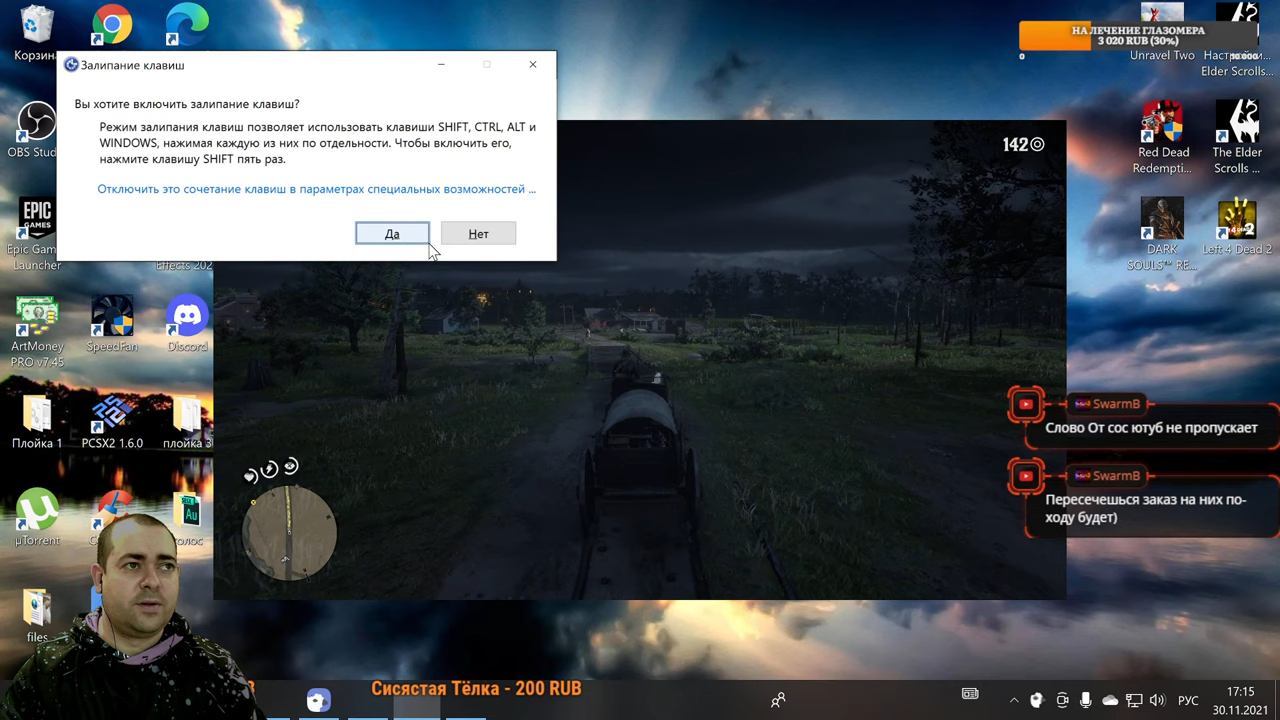 Корзина
OBS Stud
Epic Gam
Launcher
Effects 202
ArtMoney
PRO v7.45
SpeedFan
Discord
Плойка 1
PCSX2 1.6.0
плойка 3
µTorrent
files
Залипание клавиш
Вы хотите включить залипание клавиш?
Режим залипания клавиш позволяет использовать клавиши SHIFT, CTRL, ALT и
WINDOWS, нажимая каждую из них по отдельности. Чтобы включить его,
нажмите клавишу SHIFT пять раз.
Отключить это сочетание клавиш в параметрах специальных возможностей ...
Да
Нет
142
НА ЛЕЧЕНИЕ ГЛАЗОМЕРА
3 020 RUB (30%)
0
Unravel Two
Настрой
Elder Scrolls...
Red Dead
Redempti...
The Elder
Scrolls ...
DARK
SOULS™ RE...
Left 4 Dead 2
SwarmB
Слово От сос ютуб не пропускает
SwarmB
Пересечешься заказ на них по-
ходу будет)
Сисястая Тёлка - 200 RUB
РУС
17:15
30.11.2021